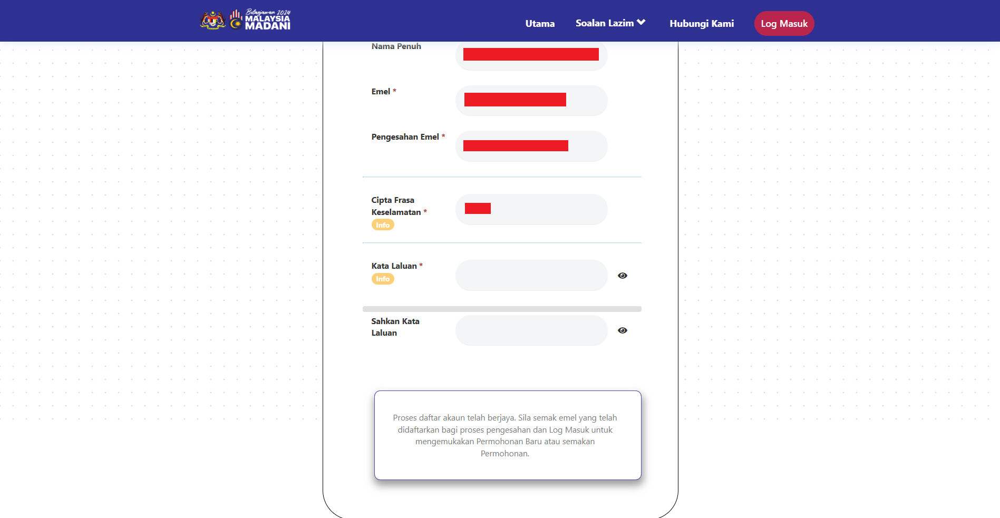 Belanjawan 2024
MALAYSIA
MADANI
Utama
Soalan Lazim
Hubungi Kami
Log Masuk
Nama Penuh
Emel *
Pengesahan Emel *
Cipta Frasa
Keselamatan *
Info
Kata Laluan *
Info
Sahkan Kata
Laluan
Proses daftar akaun telah berjaya. Sila semak emel yang telah
didaftarkan bagi proses pengesahan dan Log Masuk untuk
mengemukakan Permohonan Baru atau semakan
Permohonan.